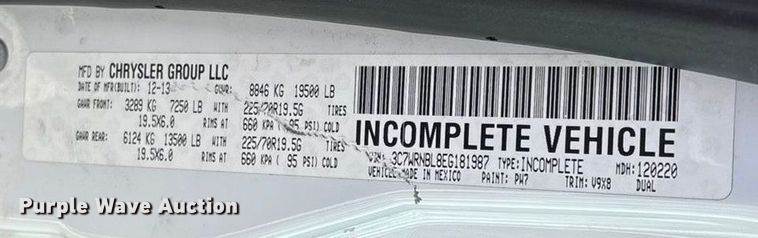 MFD BY CHRYSLER GROUP LLC
DATE OF MFR(BUILT): 12-13 GVWR: 8846 KG 19500 LB
GAWR FRONT: 3289 KG 7250 LB WITH 225/70R19.5G TIRES
19.5X6.0 RIMS AT 660 KPA ( 95 PSI) COLD
GAWR REAR: 6124 KG 13500 LB WITH 225/70R19.5G TIRES
19.5X6.0 RIMS AT 660 KPA ( 95 PSI) COLD
INCOMPLETE VEHICLE
VIN: 3C7WRNBL8EG181987 TYPE: INCOMPLETE MDH: 120220
VEHICLE MADE IN MEXICO PAINT: PW7 TRIM: V9X8 DUAL
Purple Wave Auction